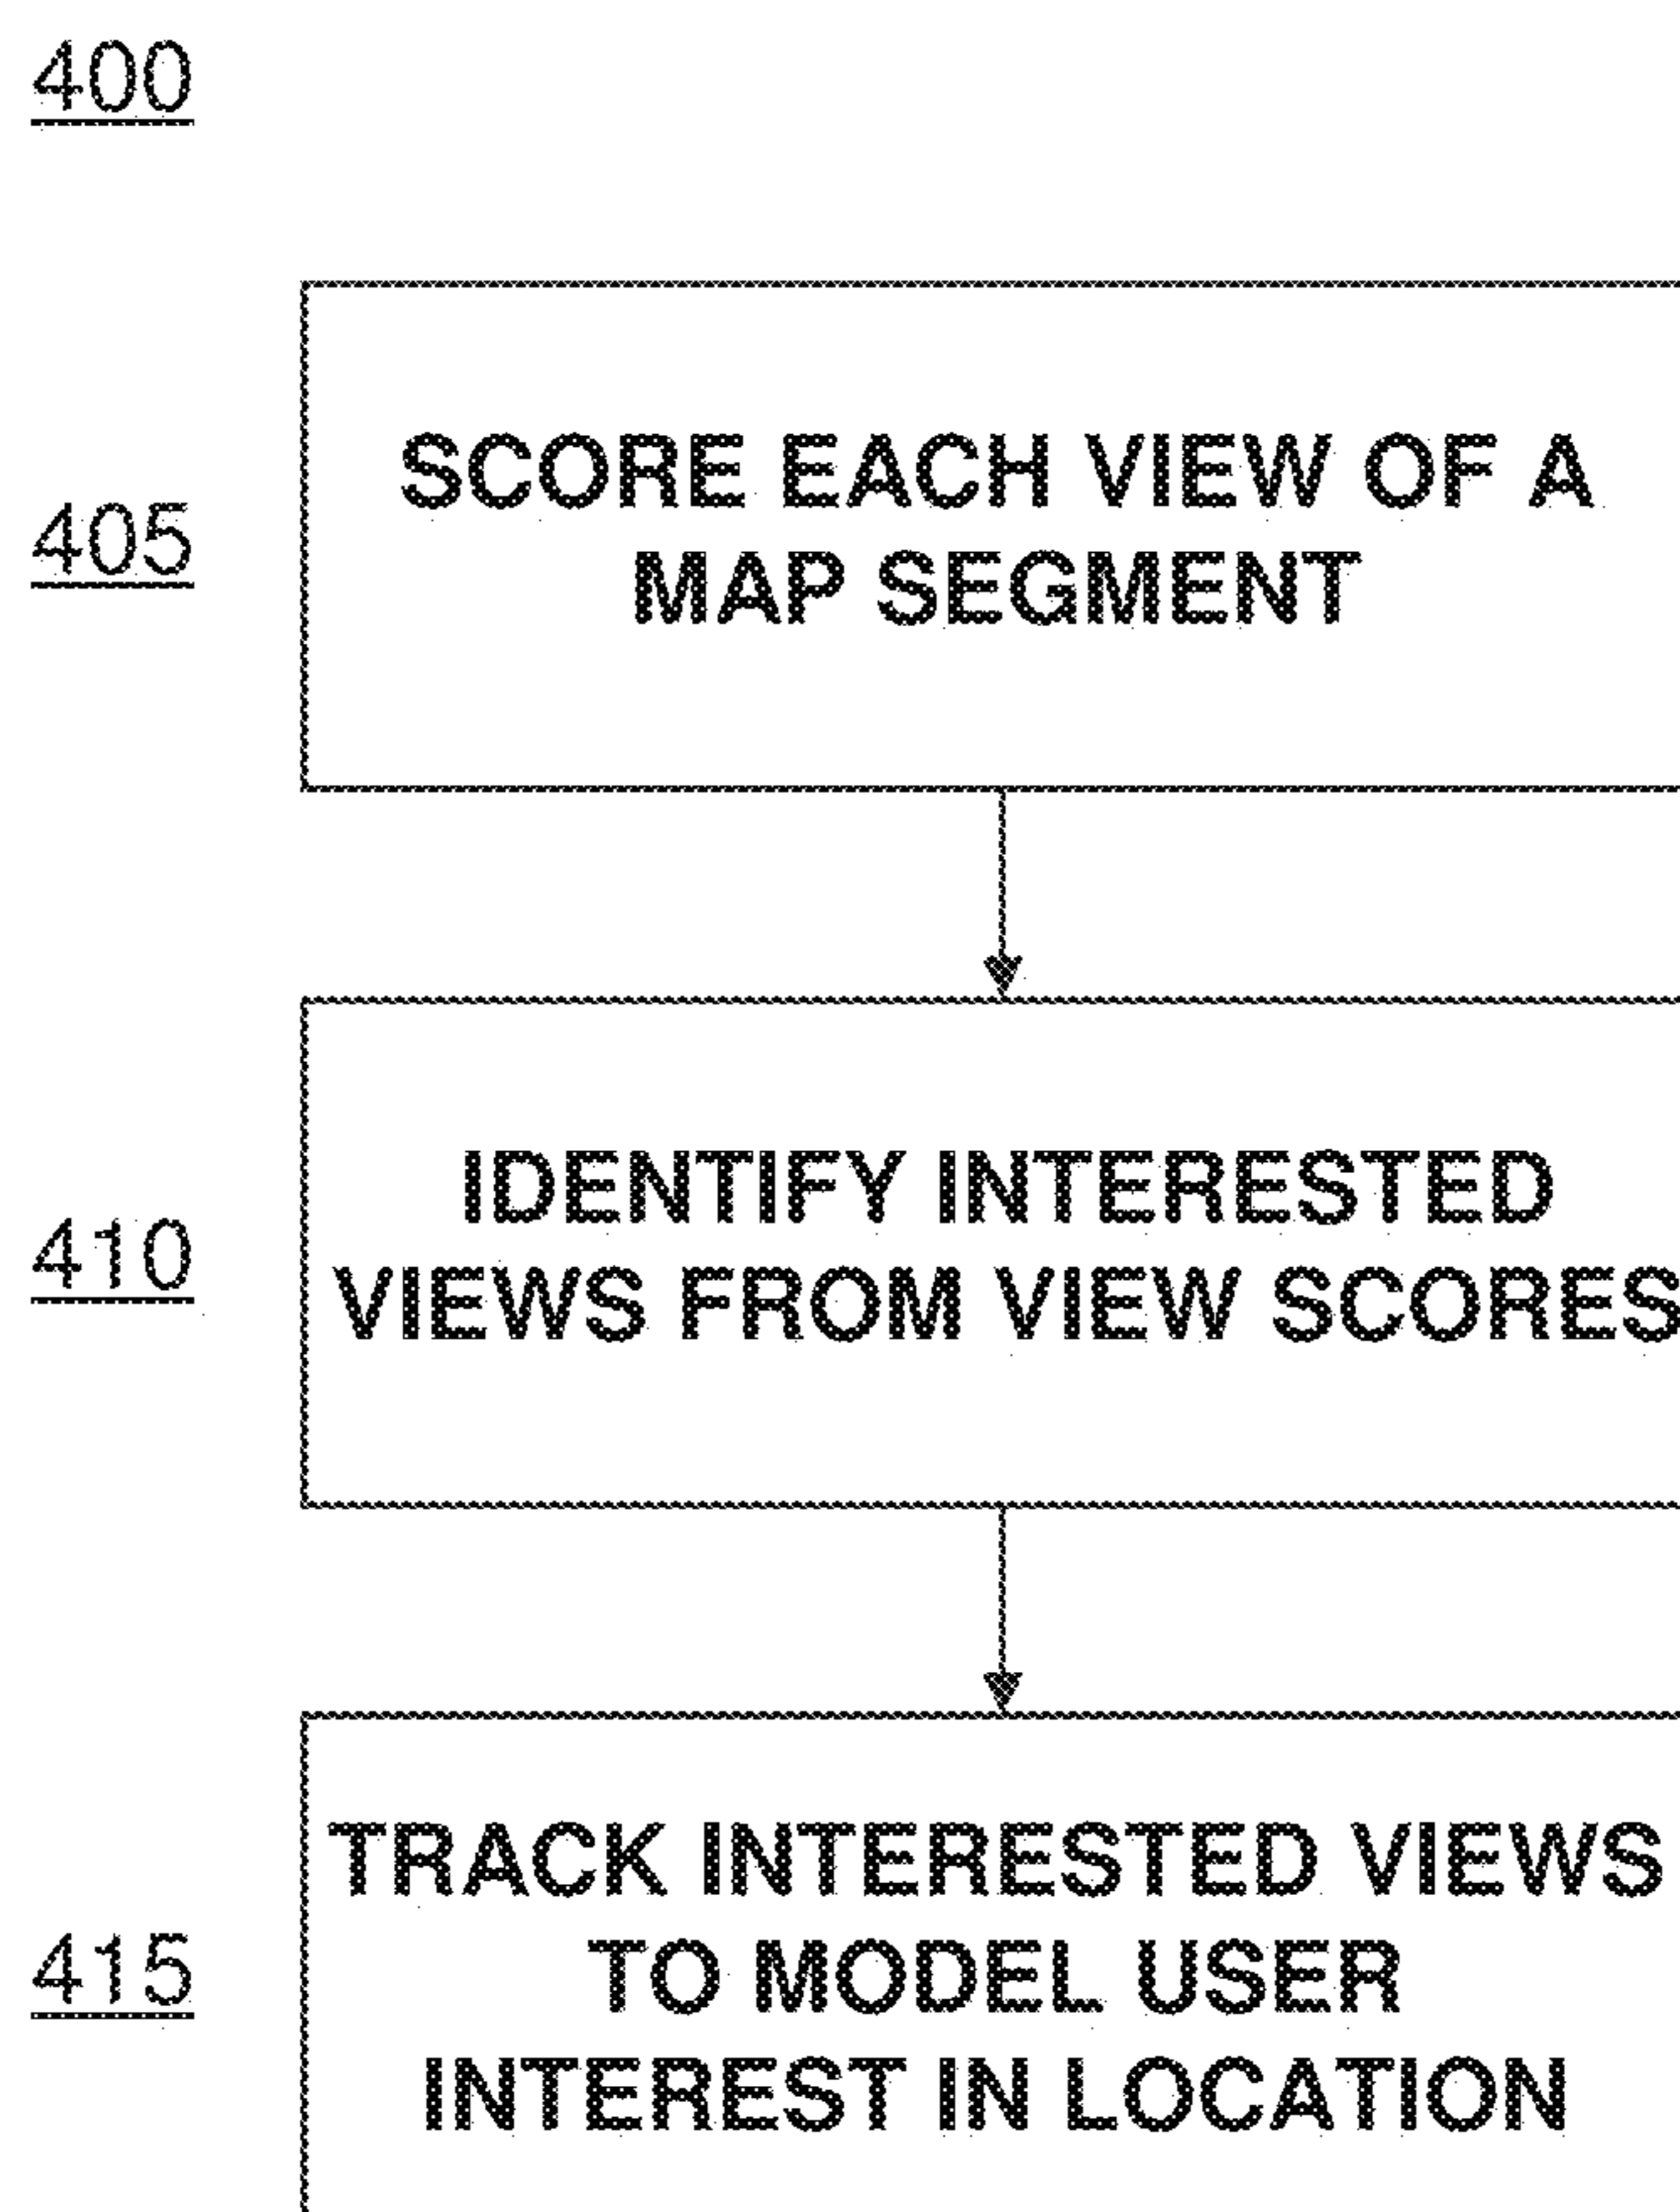 400
405
SCORE EACH VIEW OF A
MAP SEGMENT
410
IDENTIFY INTERESTED
VIEWS FROM VIEW SCORES
415
TRACK INTERESTED VIEWS
TO MODEL USER
INTEREST IN LOCATION